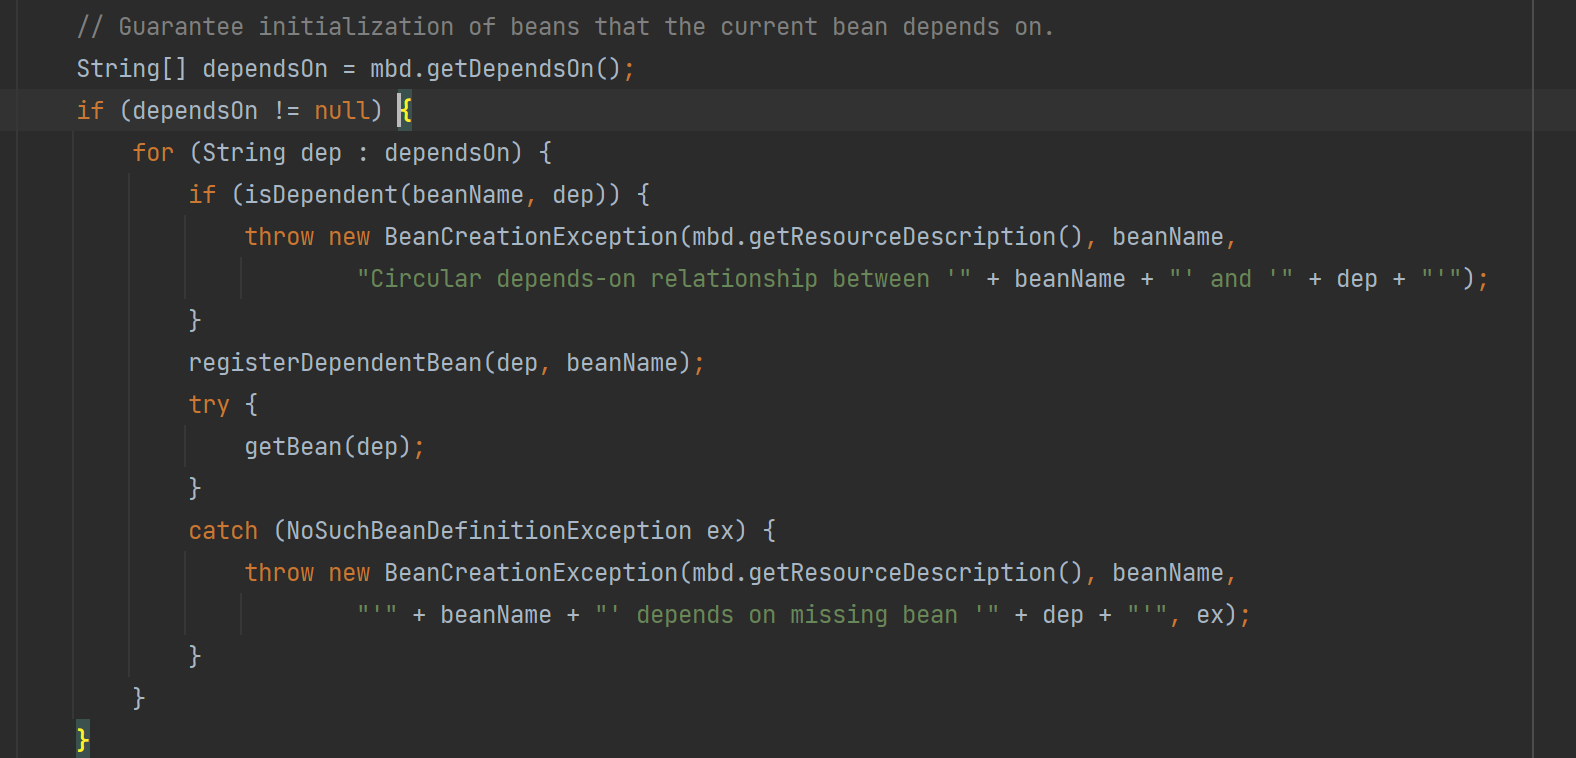 // Guarantee initialization of beans that the current bean depends on.
String[] dependsOn = mbd.getDependsOn();
if (dependsOn != null) {
for (String dep : dependsOn) {
if (isDependent(beanName, dep)) {
throw new BeanCreationException(mbd.getResourceDescription(), beanName,
"Circular depends-on relationship between '" + beanName + "' and '" + dep + "'");
}
registerDependentBean(dep, beanName);
try {
getBean(dep);
}
catch (NoSuchBeanDefinitionException ex) {
throw new BeanCreationException(mbd.getResourceDescription(), beanName,
"'" + beanName + "' depends on missing bean '" + dep + "'", ex);
}
}
}